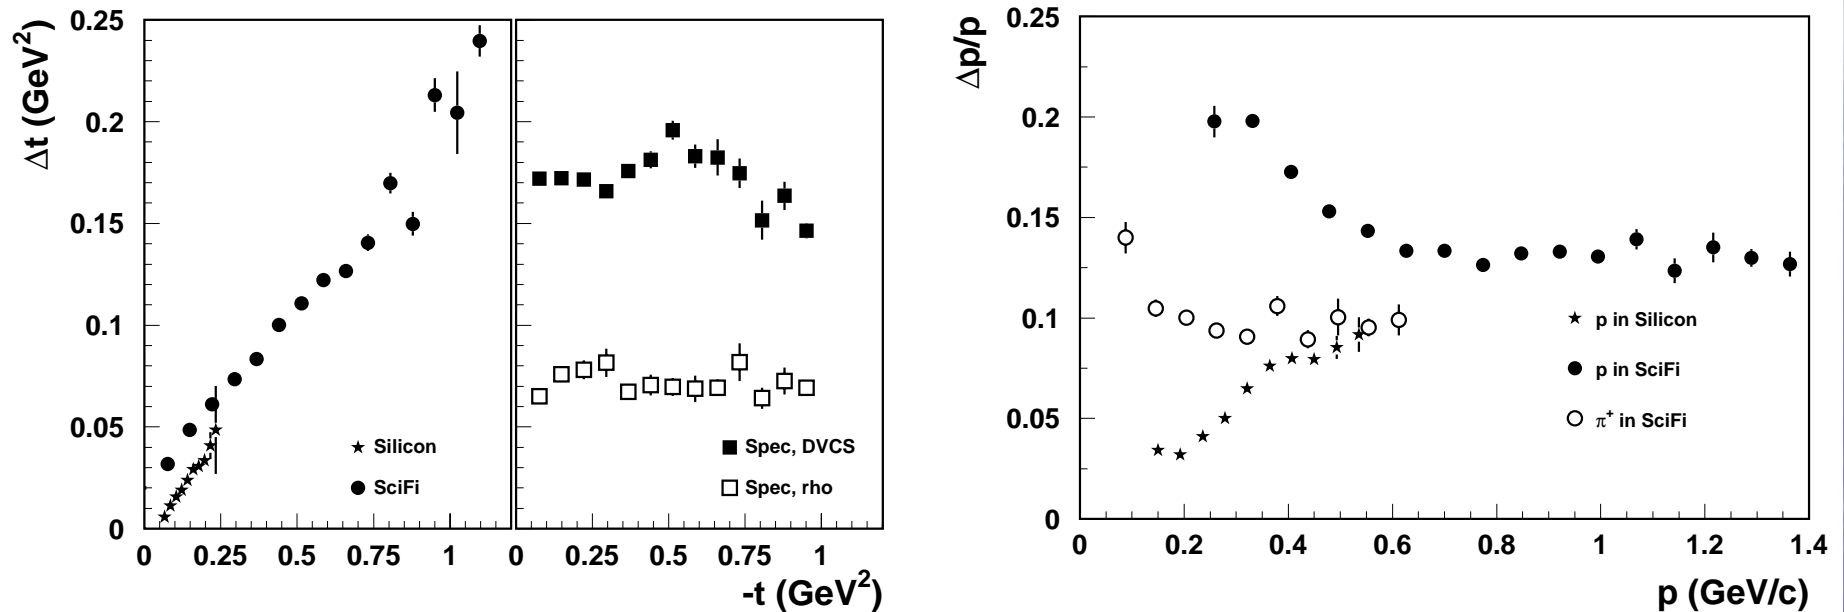 Δt (GeV²)
0.25
0.2
0.15
0.1
0.05
0
Silicon
SciFi
0 0.25 0.5 0.75 1
Spec, DVCS
Spec, rho
0 0.25 0.5 0.75 1
-t (GeV²)
Δp/p
0.25
0.2
0.15
0.1
0.05
0
p in Silicon
p in SciFi
π⁺ in SciFi
0 0.2 0.4 0.6 0.8 1 1.2 1.4
p (GeV/c)